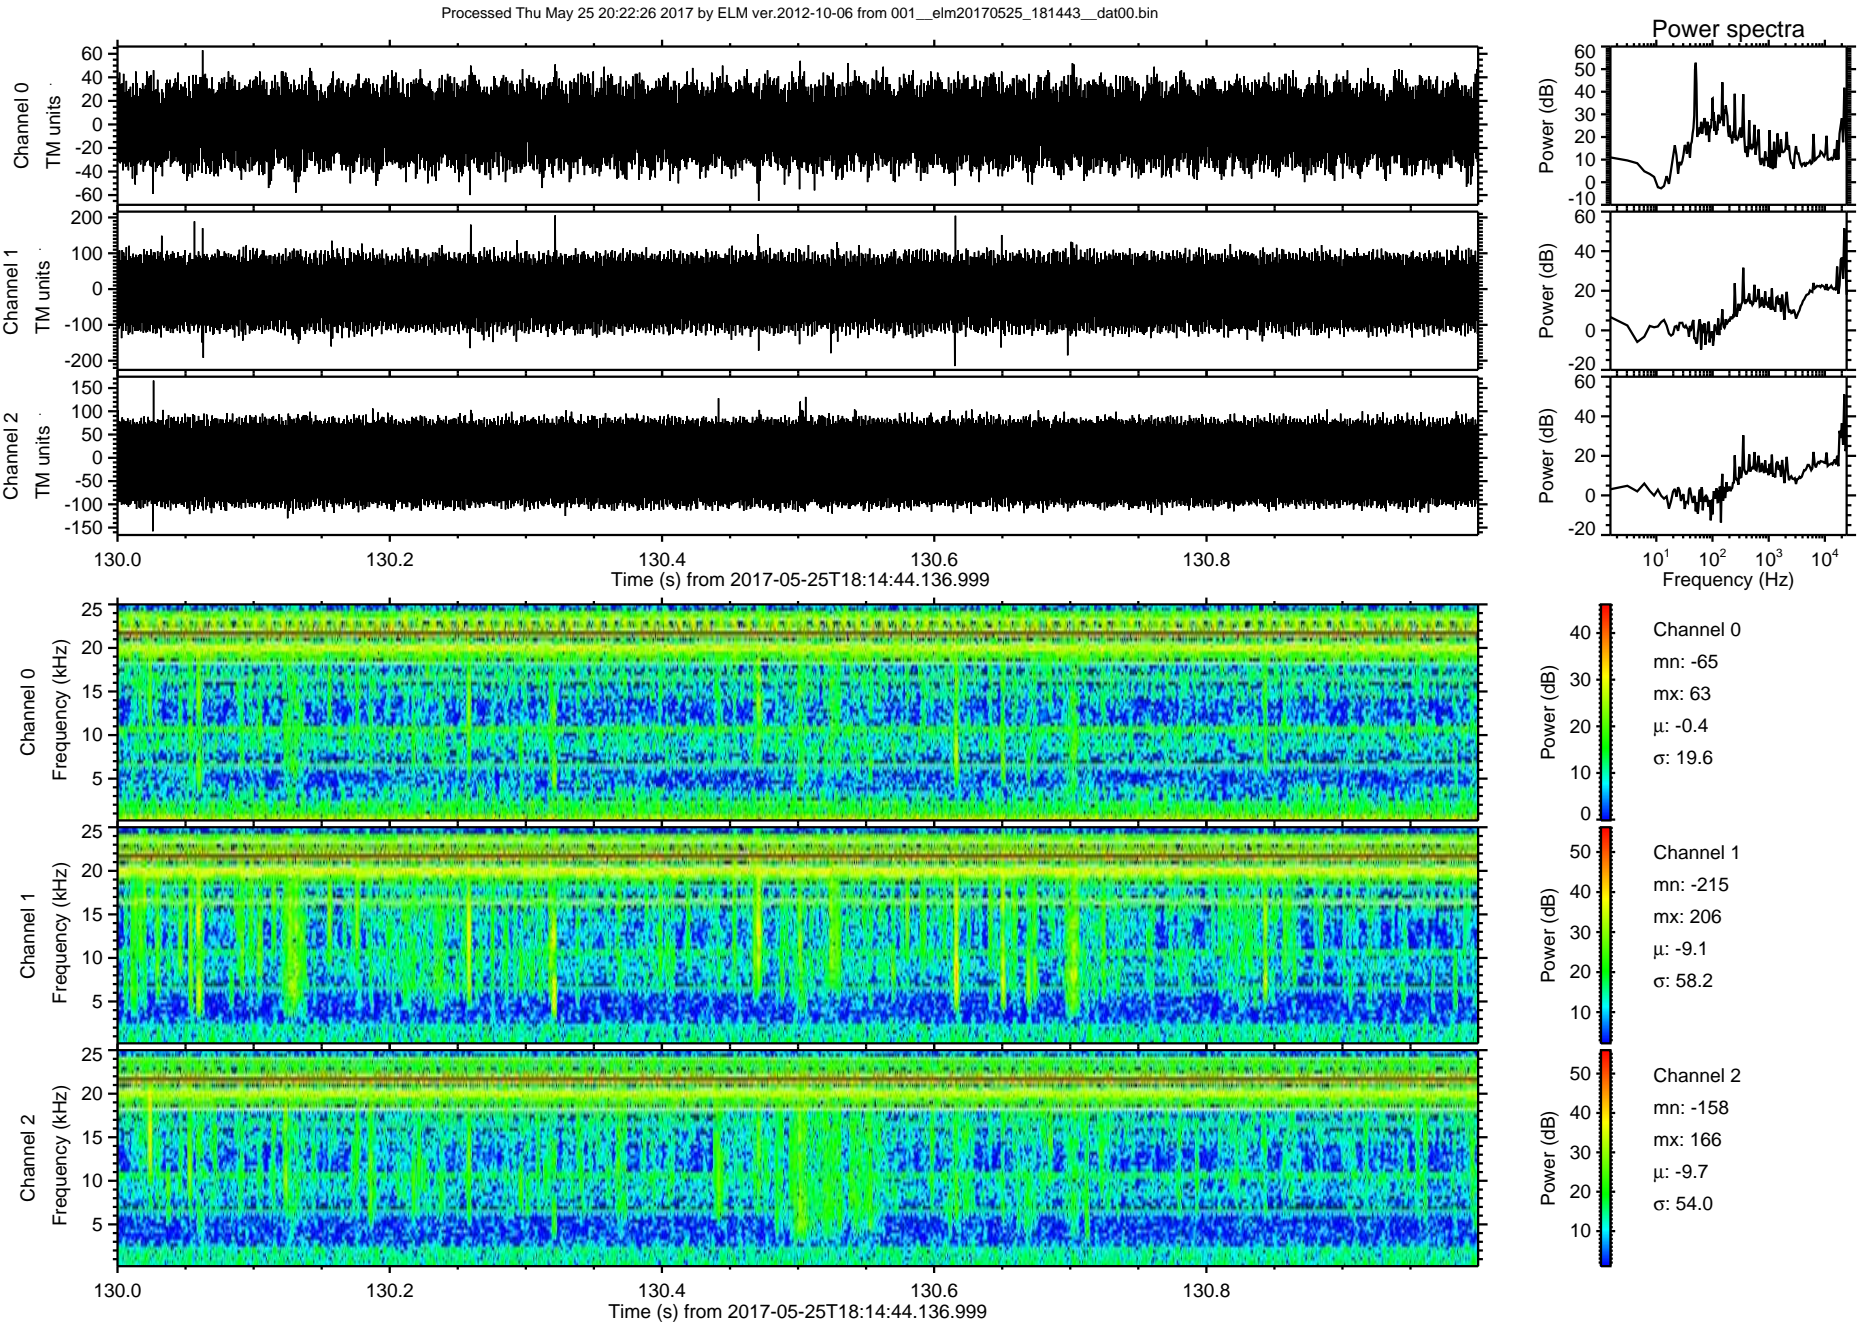 Processed Thu May 25 20:22:26 2017 by ELM ver.2012-10-06 from 001__elm20170525_181443__dat00.bin
Power spectra
Channel 0
TM units
60
40
20
0
-20
-40
-60
Power (dB)
60
50
40
30
20
10
0
-10
Channel 1
TM units
200
100
0
-100
-200
Power (dB)
60
40
20
0
-20
Channel 2
TM units
150
100
50
0
-50
-100
-150
Power (dB)
60
40
20
0
-20
130.0 130.2 130.4 130.6 130.8
Time (s) from 2017-05-25T18:14:44.136.999
10^1 10^2 10^3 10^4
Frequency (Hz)
Channel 0
Frequency (kHz)
25
20
15
10
5
Power (dB)
40
30
20
10
0
Channel 0
mn: -65
mx: 63
μ: -0.4
σ: 19.6
Channel 1
Frequency (kHz)
25
20
15
10
5
Power (dB)
50
40
30
20
10
Channel 1
mn: -215
mx: 206
μ: -9.1
σ: 58.2
Channel 2
Frequency (kHz)
25
20
15
10
5
Power (dB)
50
40
30
20
10
Channel 2
mn: -158
mx: 166
μ: -9.7
σ: 54.0
130.0 130.2 130.4 130.6 130.8
Time (s) from 2017-05-25T18:14:44.136.999